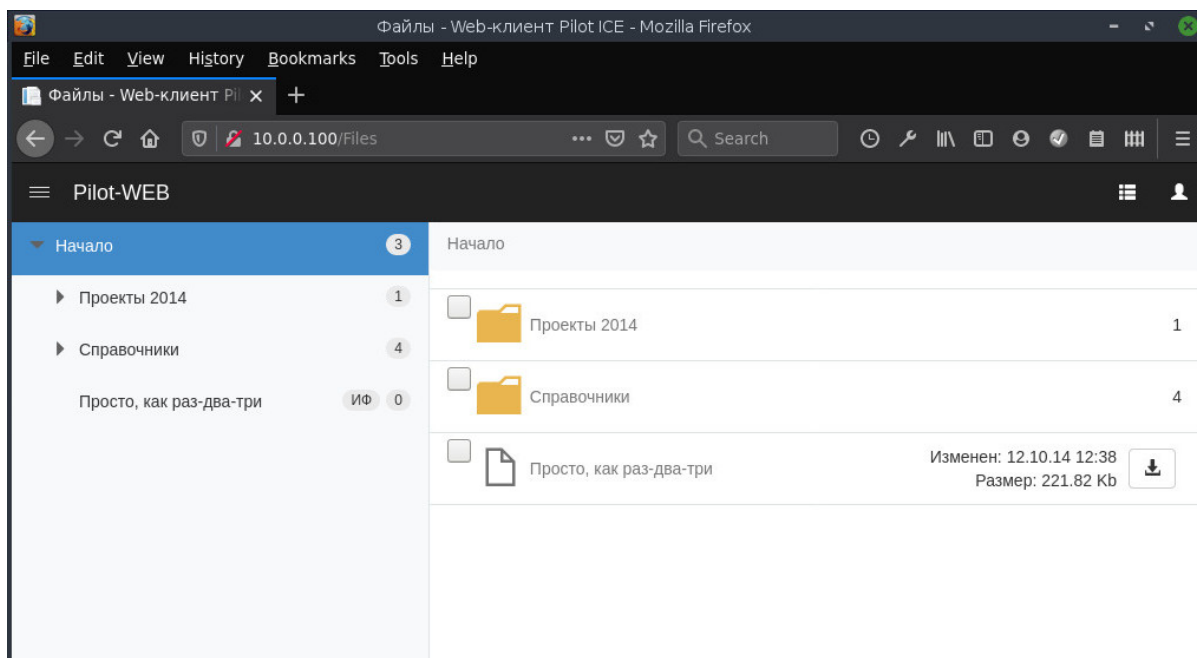 Файлы - Web-клиент Pilot ICE - Mozilla Firefox
File Edit View History Bookmarks Tools Help
Файлы - Web-клиент Pil
10.0.0.100/Files Search
Pilot-WEB
Начало 3
Начало
Проекты 2014 1
Справочники 4
Просто, как раз-два-три ИФ 0
Проекты 2014 1
Справочники 4
Просто, как раз-два-три
Изменен: 12.10.14 12:38
Размер: 221.82 Kb